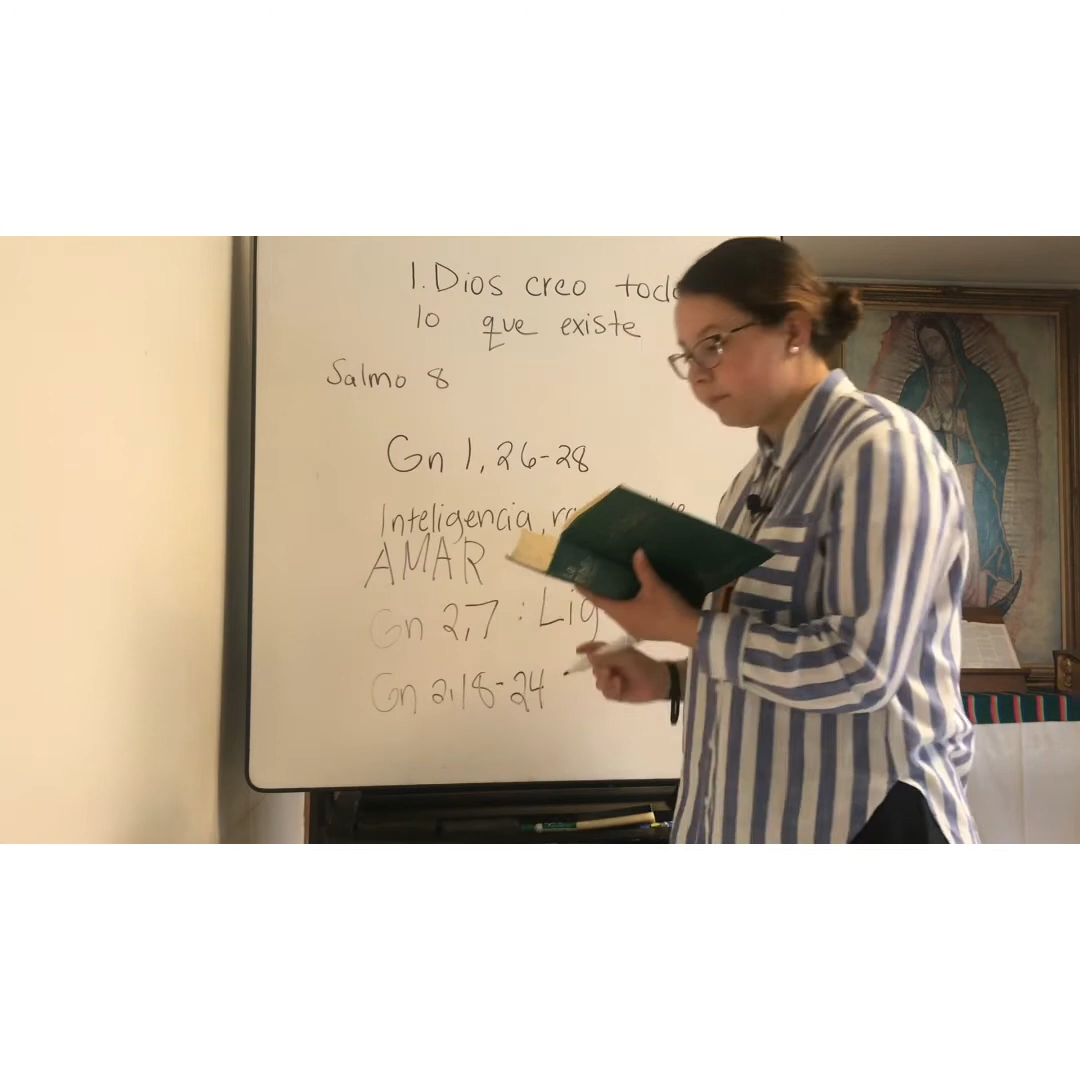 1. Dios creo todo
lo que existe
Salmo 8
Gn 1, 26-28
Inteligencia,
AMAR
Gn 2,7 : Lig
Gn 2,18-24